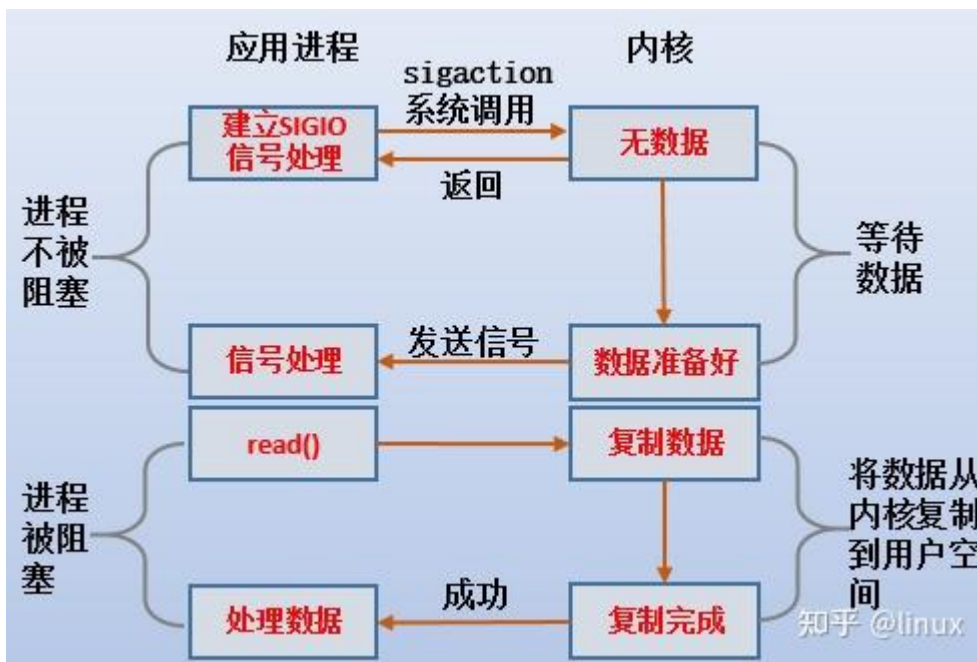 应用进程
内核
sigaction
系统调用
建立SIGIO
信号处理
无数据
返回
进程
不被
阻塞
等待
数据
发送信号
信号处理
数据准备好
read()
复制数据
进程
被阻
塞
将数据从
内核复制
到用户空
间
成功
处理数据
复制完成
知乎 @linux